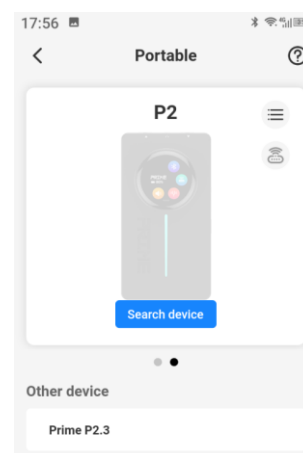 17:56
Portable
P2
Search device
Other device
Prime P2.3